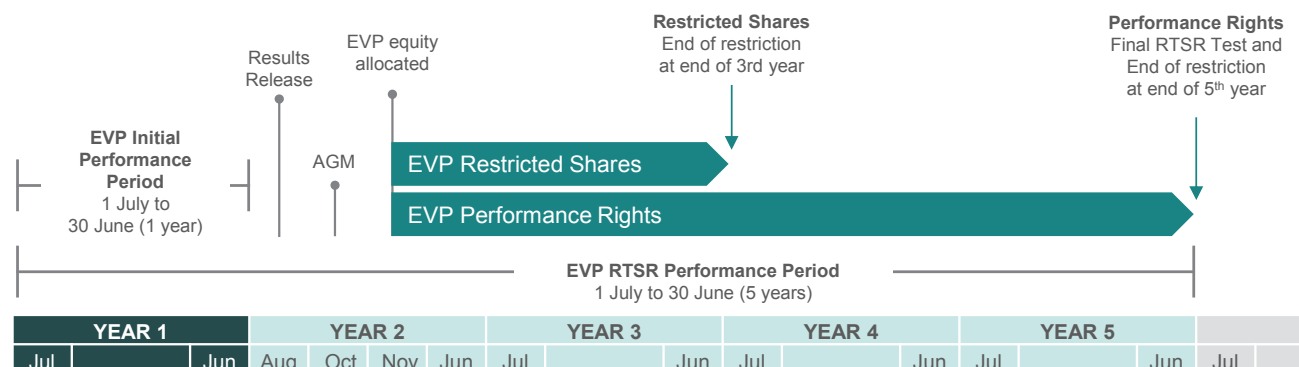 Results
Release
EVP equity
allocated
Restricted Shares
End of restriction
at end of 3rd year
Performance Rights
Final RTSR Test and
End of restriction
at end of 5th year
EVP Initial
Performance
Period
1 July to
30 June (1 year)
AGM
EVP Restricted Shares
EVP Performance Rights
EVP RTSR Performance Period
1 July to 30 June (5 years)
YEAR 1 YEAR 2 YEAR 3 YEAR 4 YEAR 5
Jul Jun Aug Oct Nov Jun Jul Jun Jul Jun Jul Jun Jul